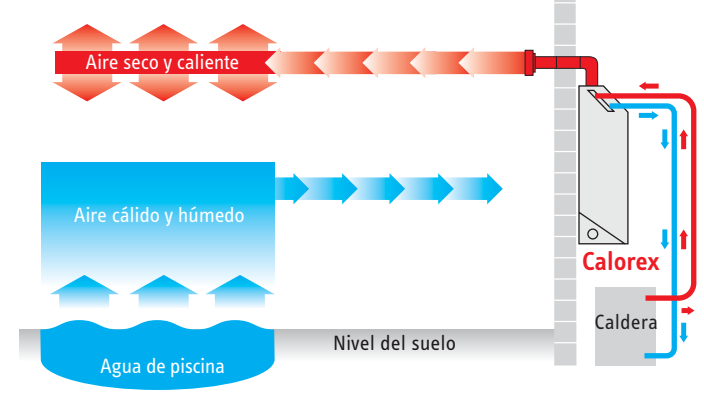 Aire seco y caliente
Aire cálido y húmedo
Calorex
Caldera
Nivel del suelo
Agua de piscina